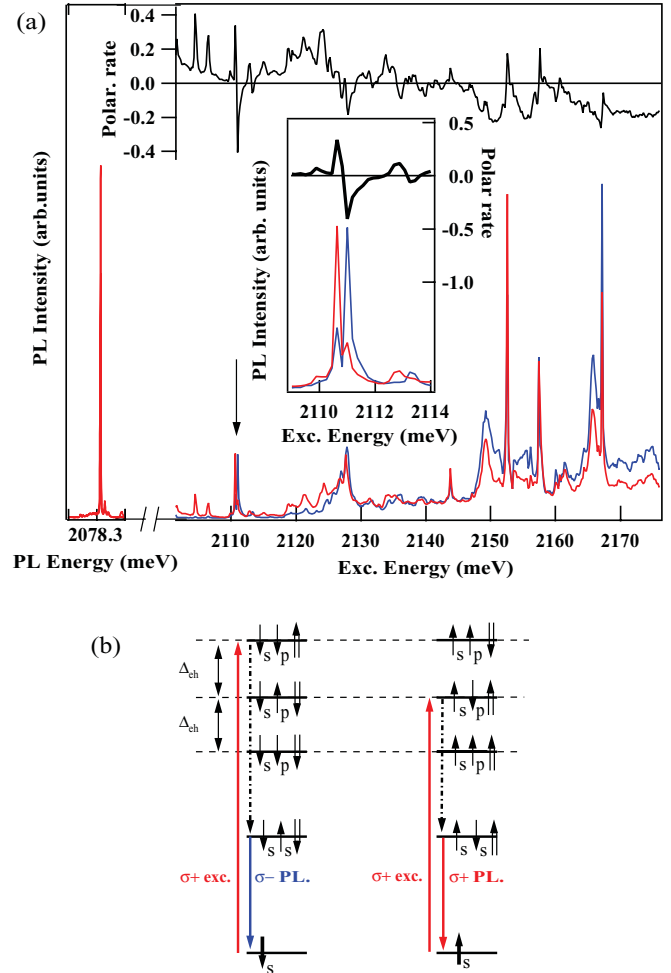 (a)
0.4
0.2
0.0
-0.2
-0.4
Polar. rate
0.5
0.0
-0.5
-1.0
Polar rate
PL Intensity (arb. units)
2110 2112 2114
Exc. Energy (meV)
PL Intensity (arb.units)
2078.3
PL Energy (meV)
2110 2120 2130 2140 2150 2160 2170
Exc. Energy (meV)
(b)
s p s p
Δeh
s p s p
Δeh
s p s p
s s s s
σ+ exc. σ− PL. σ+ exc. σ+ PL.
s s